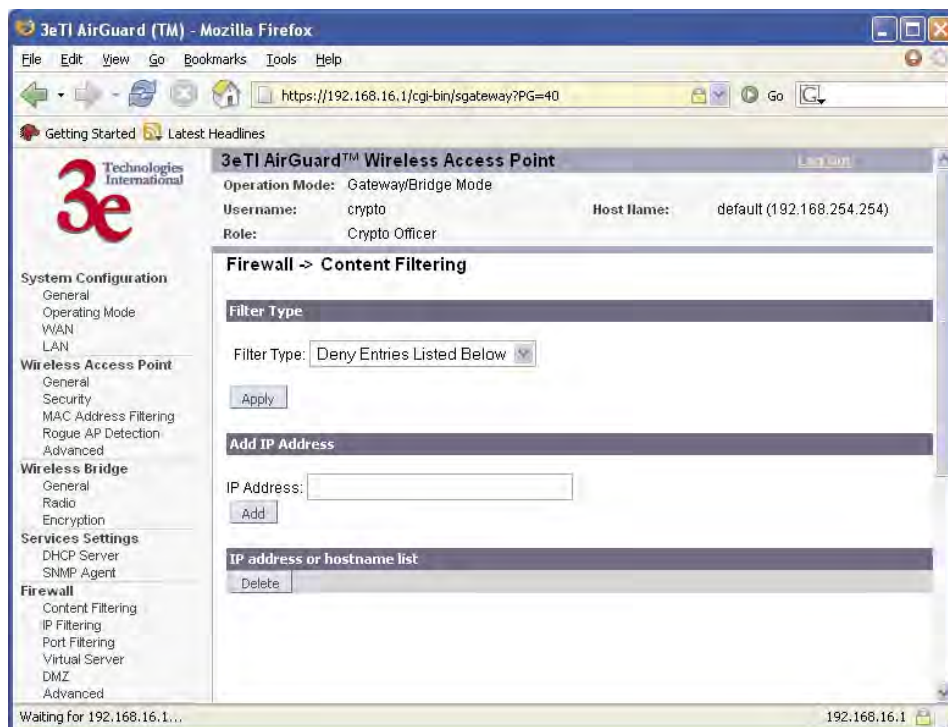 3eTI AirGuard (TM) - Mozilla Firefox
File Edit View Go Bookmarks Tools Help
https://192.168.16.1/cgi-bin/sgateway?PG=40
Go
G
Getting Started Latest Headlines
3e Technologies International
3eTI AirGuard™ Wireless Access Point
Log Out
Operation Mode: Gateway/Bridge Mode
Username: crypto Host Name: default (192.168.254.254)
Role: Crypto Officer
System Configuration
General
Operating Mode
WAN
LAN
Wireless Access Point
General
Security
MAC Address Filtering
Rogue AP Detection
Advanced
Wireless Bridge
General
Radio
Encryption
Services Settings
DHCP Server
SNMP Agent
Firewall
Content Filtering
IP Filtering
Port Filtering
Virtual Server
DMZ
Advanced
Firewall -> Content Filtering
Filter Type
Filter Type: Deny Entries Listed Below
Apply
Add IP Address
IP Address:
Add
IP address or hostname list
Delete
Waiting for 192.168.16.1...
192.168.16.1